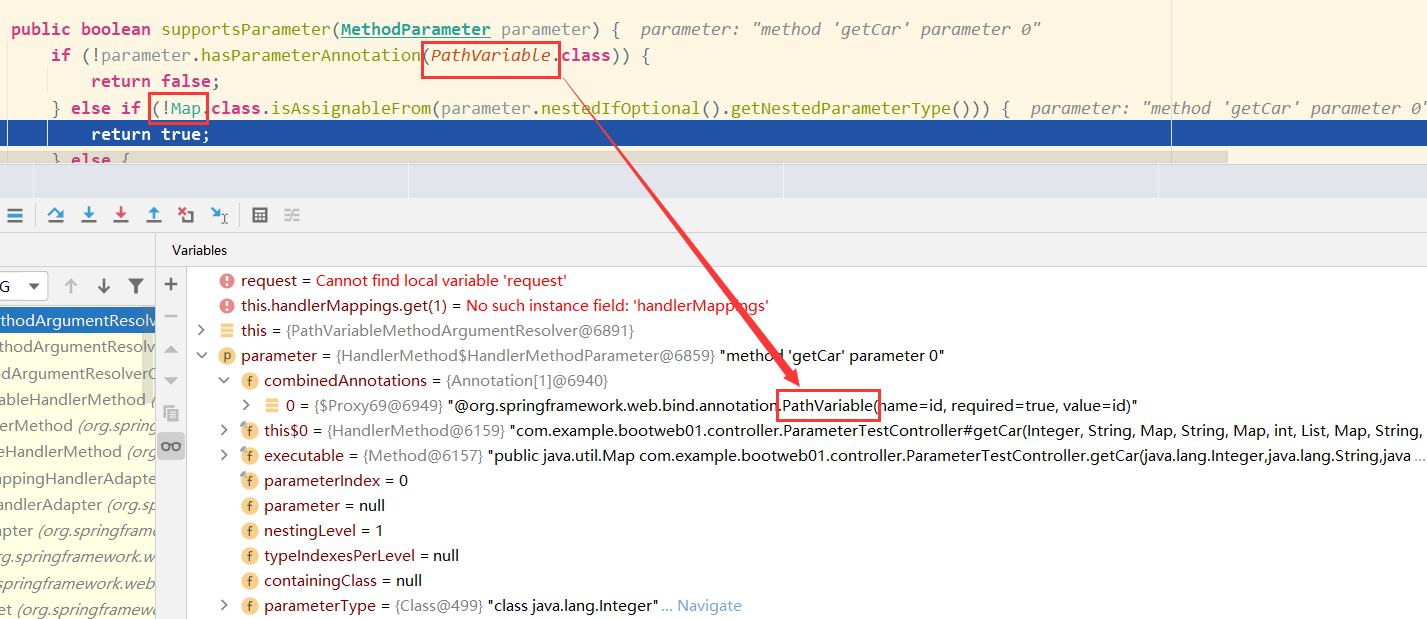 public boolean supportsParameter(MethodParameter parameter) {  parameter: "method 'getCar' parameter 0"
if (!parameter.hasParameterAnnotation(PathVariable.class)) {
return false;
} else if (!Map.class.isAssignableFrom(parameter.nestedIfOptional().getNestedParameterType())) {  parameter: "method 'getCar' parameter 0"
return true;
} else {
Variables
G
request = Cannot find local variable 'request'
this.handlerMappings.get(1) = No such instance field: 'handlerMappings'
thodArgumentResolv
this = {PathVariableMethodArgumentResolver@6891}
thodArgumentResolv
parameter = {HandlerMethod$HandlerMethodParameter@6859} "method 'getCar' parameter 0"
dArgumentResolverC
combinedAnnotations = {Annotation[1]@6940}
ableHandlerMethod (
0 = {$Proxy69@6949} "@org.springframework.web.bind.annotation.PathVariable(name=id, required=true, value=id)"
lerMethod (org.spring
this$0 = {HandlerMethod@6159} "com.example.bootweb01.controller.ParameterTestController#getCar(Integer, String, Map, String, Map, int, List, Map, String,
eHandlerMethod (org
executable = {Method@6157} "public java.util.Map com.example.bootweb01.controller.ParameterTestController.getCar(java.lang.Integer,java.lang.String,java ...
appingHandlerAdapte
parameterIndex = 0
andlerAdapter (org.sp
parameter = null
pter (org.springframe
nestingLevel = 1
rg.springframework.w
typeIndexesPerLevel = null
springframework.web
containingClass = null
et (org.springframewo
parameterType = {Class@499} "class java.lang.Integer" ... Navigate